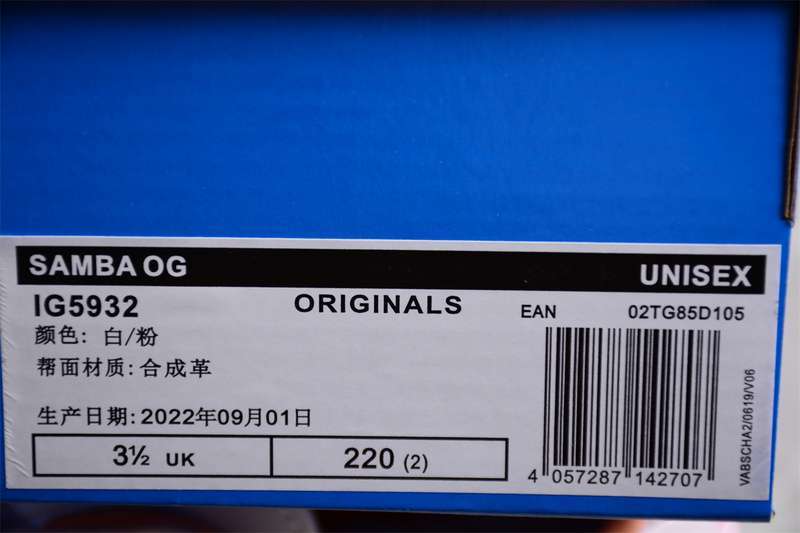 SAMBA OG
UNISEX
IG5932
ORIGINALS
EAN
02TG85D105
颜色: 白/粉
帮面材质:合成革
生产日期:2022年09月01日
3½ UK
220 (2)
4 057287 142707
VABSCHA2/0619/V06